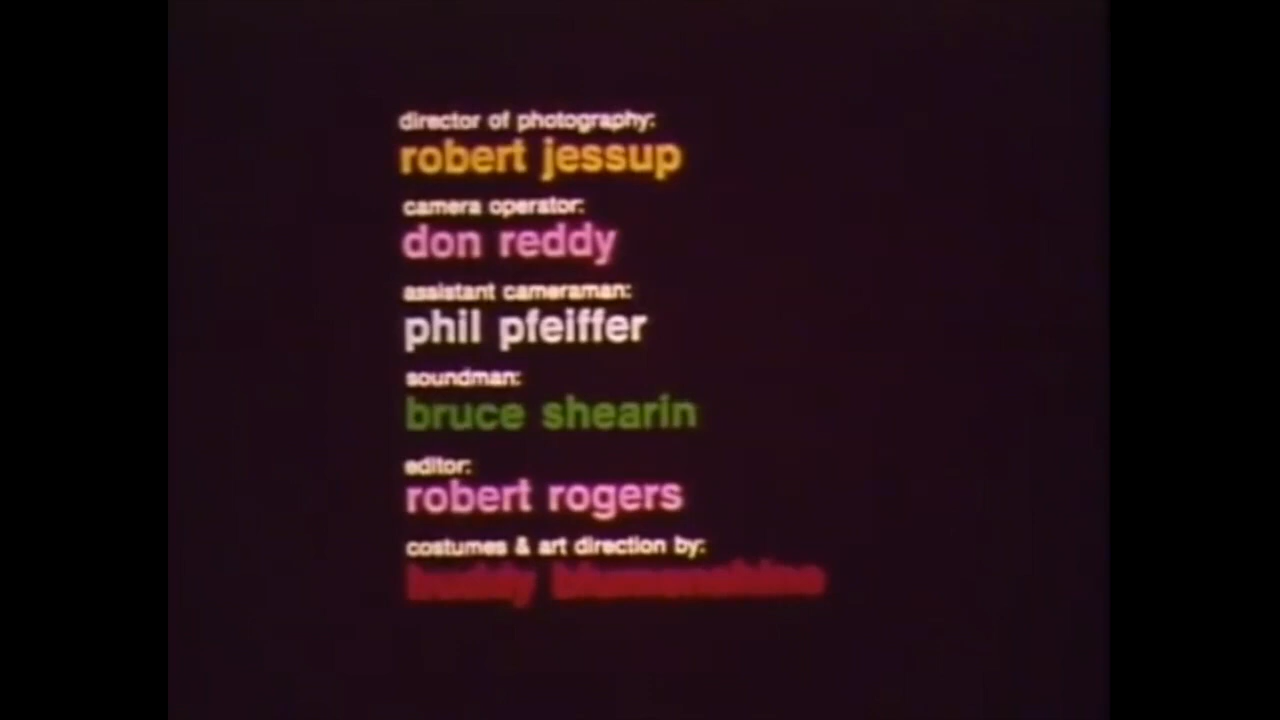 director of photography:
robert jessup
camera operator:
don reddy
assistant cameraman:
phil pfeiffer
soundman:
bruce shearin
editor:
robert rogers
costumes & art direction by:
buddy